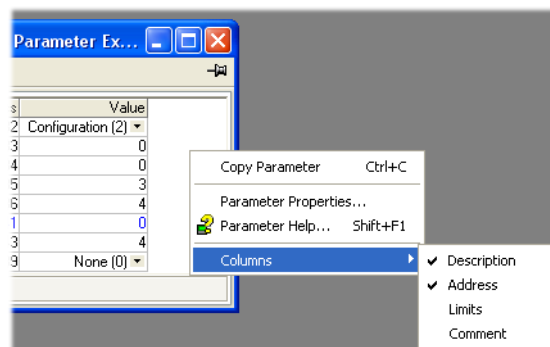 Parameter Ex...
s Value
2 Configuration (2)
3 0
4 0
5 3
6 4
1 0
3 4
9 None (0)
Copy Parameter Ctrl+C
Parameter Properties...
Parameter Help... Shift+F1
Columns
Description
Address
Limits
Comment